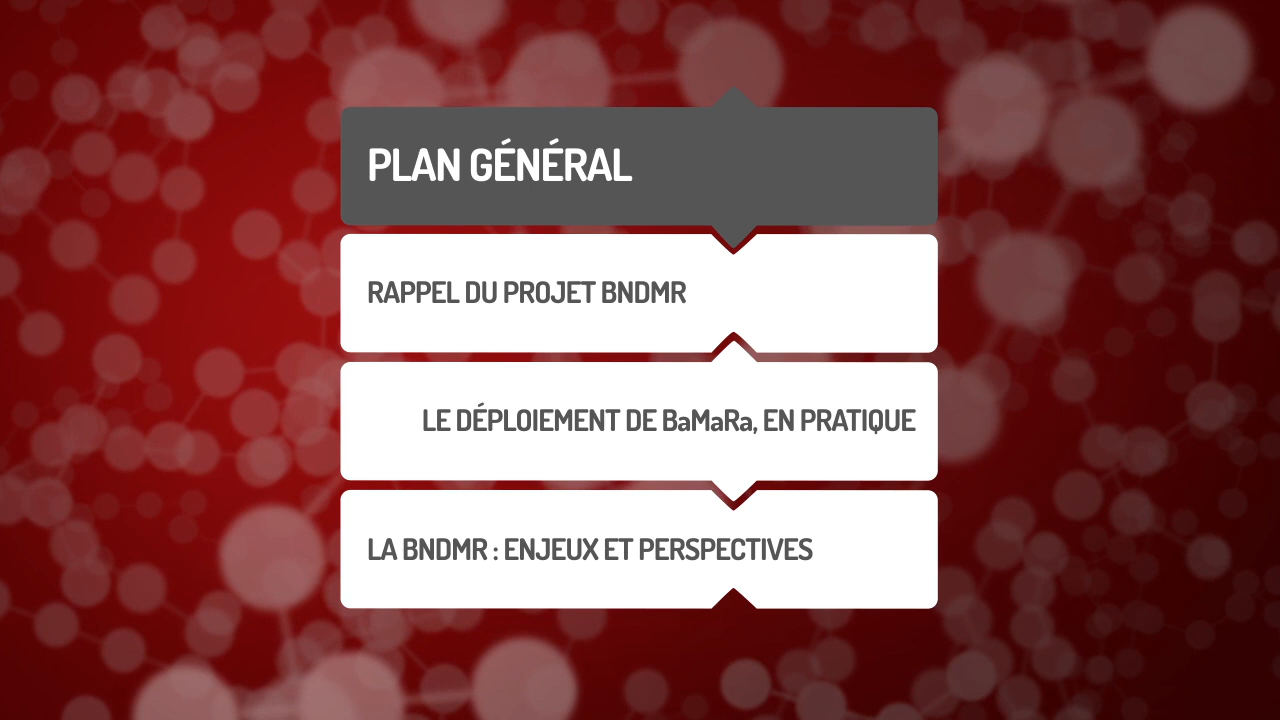 PLAN GÉNÉRAL
RAPPEL DU PROJET BNDMR
LE DÉPLOIEMENT DE BaMaRa, EN PRATIQUE
LA BNDMR : ENJEUX ET PERSPECTIVES